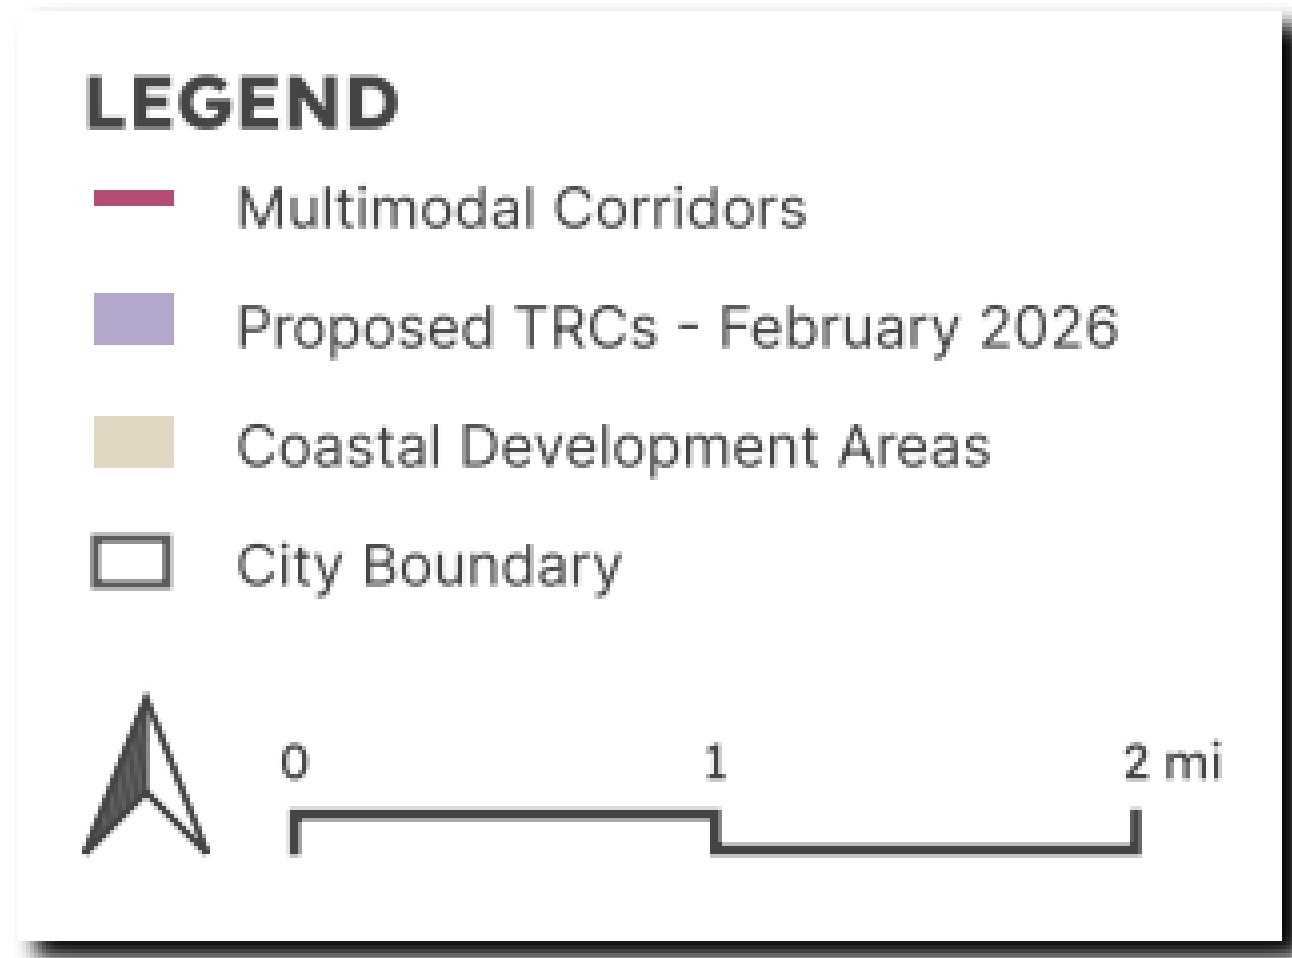 LEGEND
Multimodal Corridors
Proposed TRCs - February 2026
Coastal Development Areas
City Boundary
0 1 2 mi